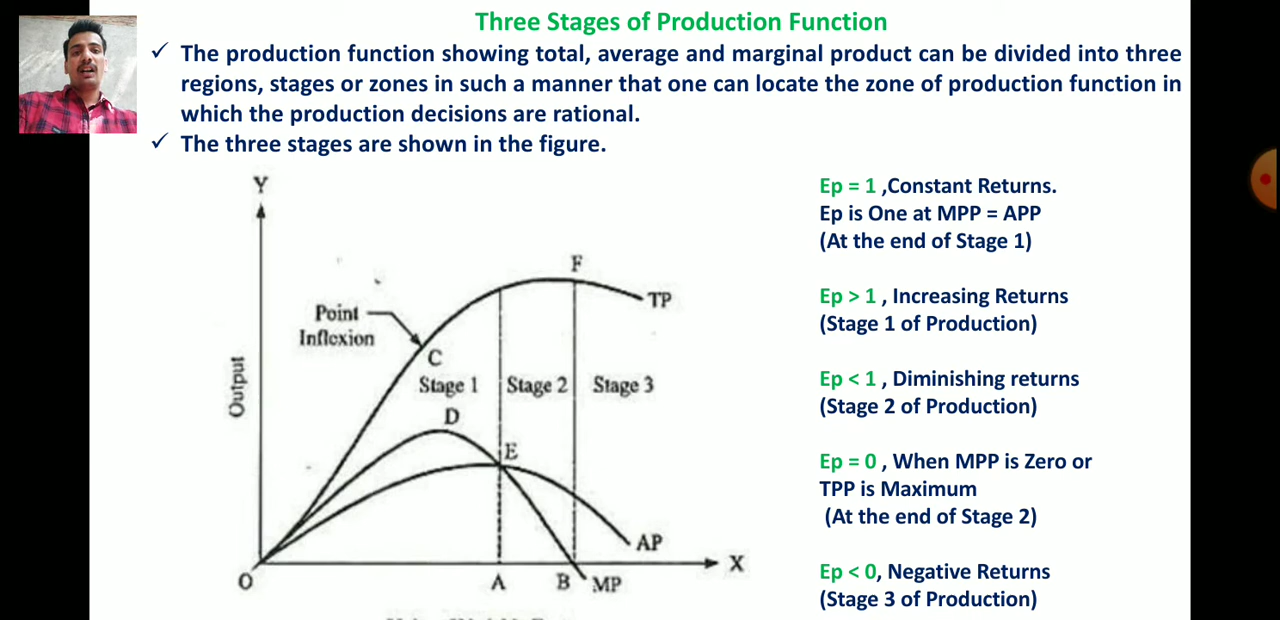 Three Stages of Production Function
✓ The production function showing total, average and marginal product can be divided into three
regions, stages or zones in such a manner that one can locate the zone of production function in
which the production decisions are rational.
✓ The three stages are shown in the figure.
Y
F
TP
Point
Inflexion
C
Output
Stage 1
Stage 2
Stage 3
D
E
AP
X
O
A
B
MP
Ep = 1 ,Constant Returns.
Ep is One at MPP = APP
(At the end of Stage 1)
Ep > 1 , Increasing Returns
(Stage 1 of Production)
Ep < 1 , Diminishing returns
(Stage 2 of Production)
Ep = 0 , When MPP is Zero or
TPP is Maximum
(At the end of Stage 2)
Ep < 0, Negative Returns
(Stage 3 of Production)